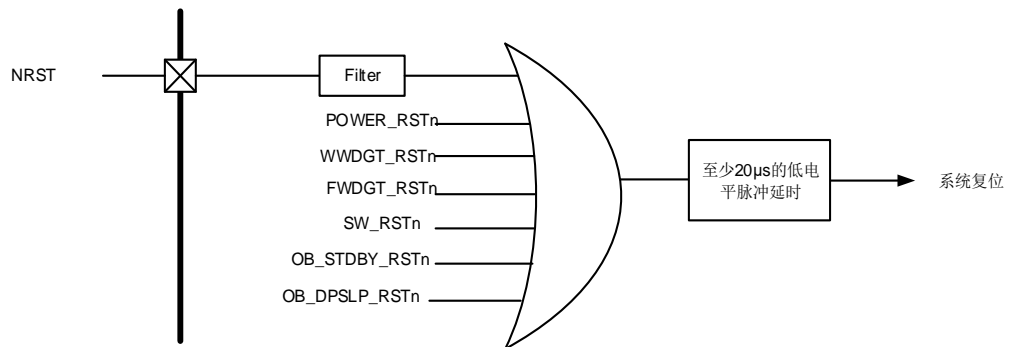 NRST
Filter
POWER_RSTn
WWDGT_RSTn
FWDGT_RSTn
SW_RSTn
OB_STDBY_RSTn
OB_DPSLP_RSTn
至少20μs的低电
平脉冲延时
系统复位